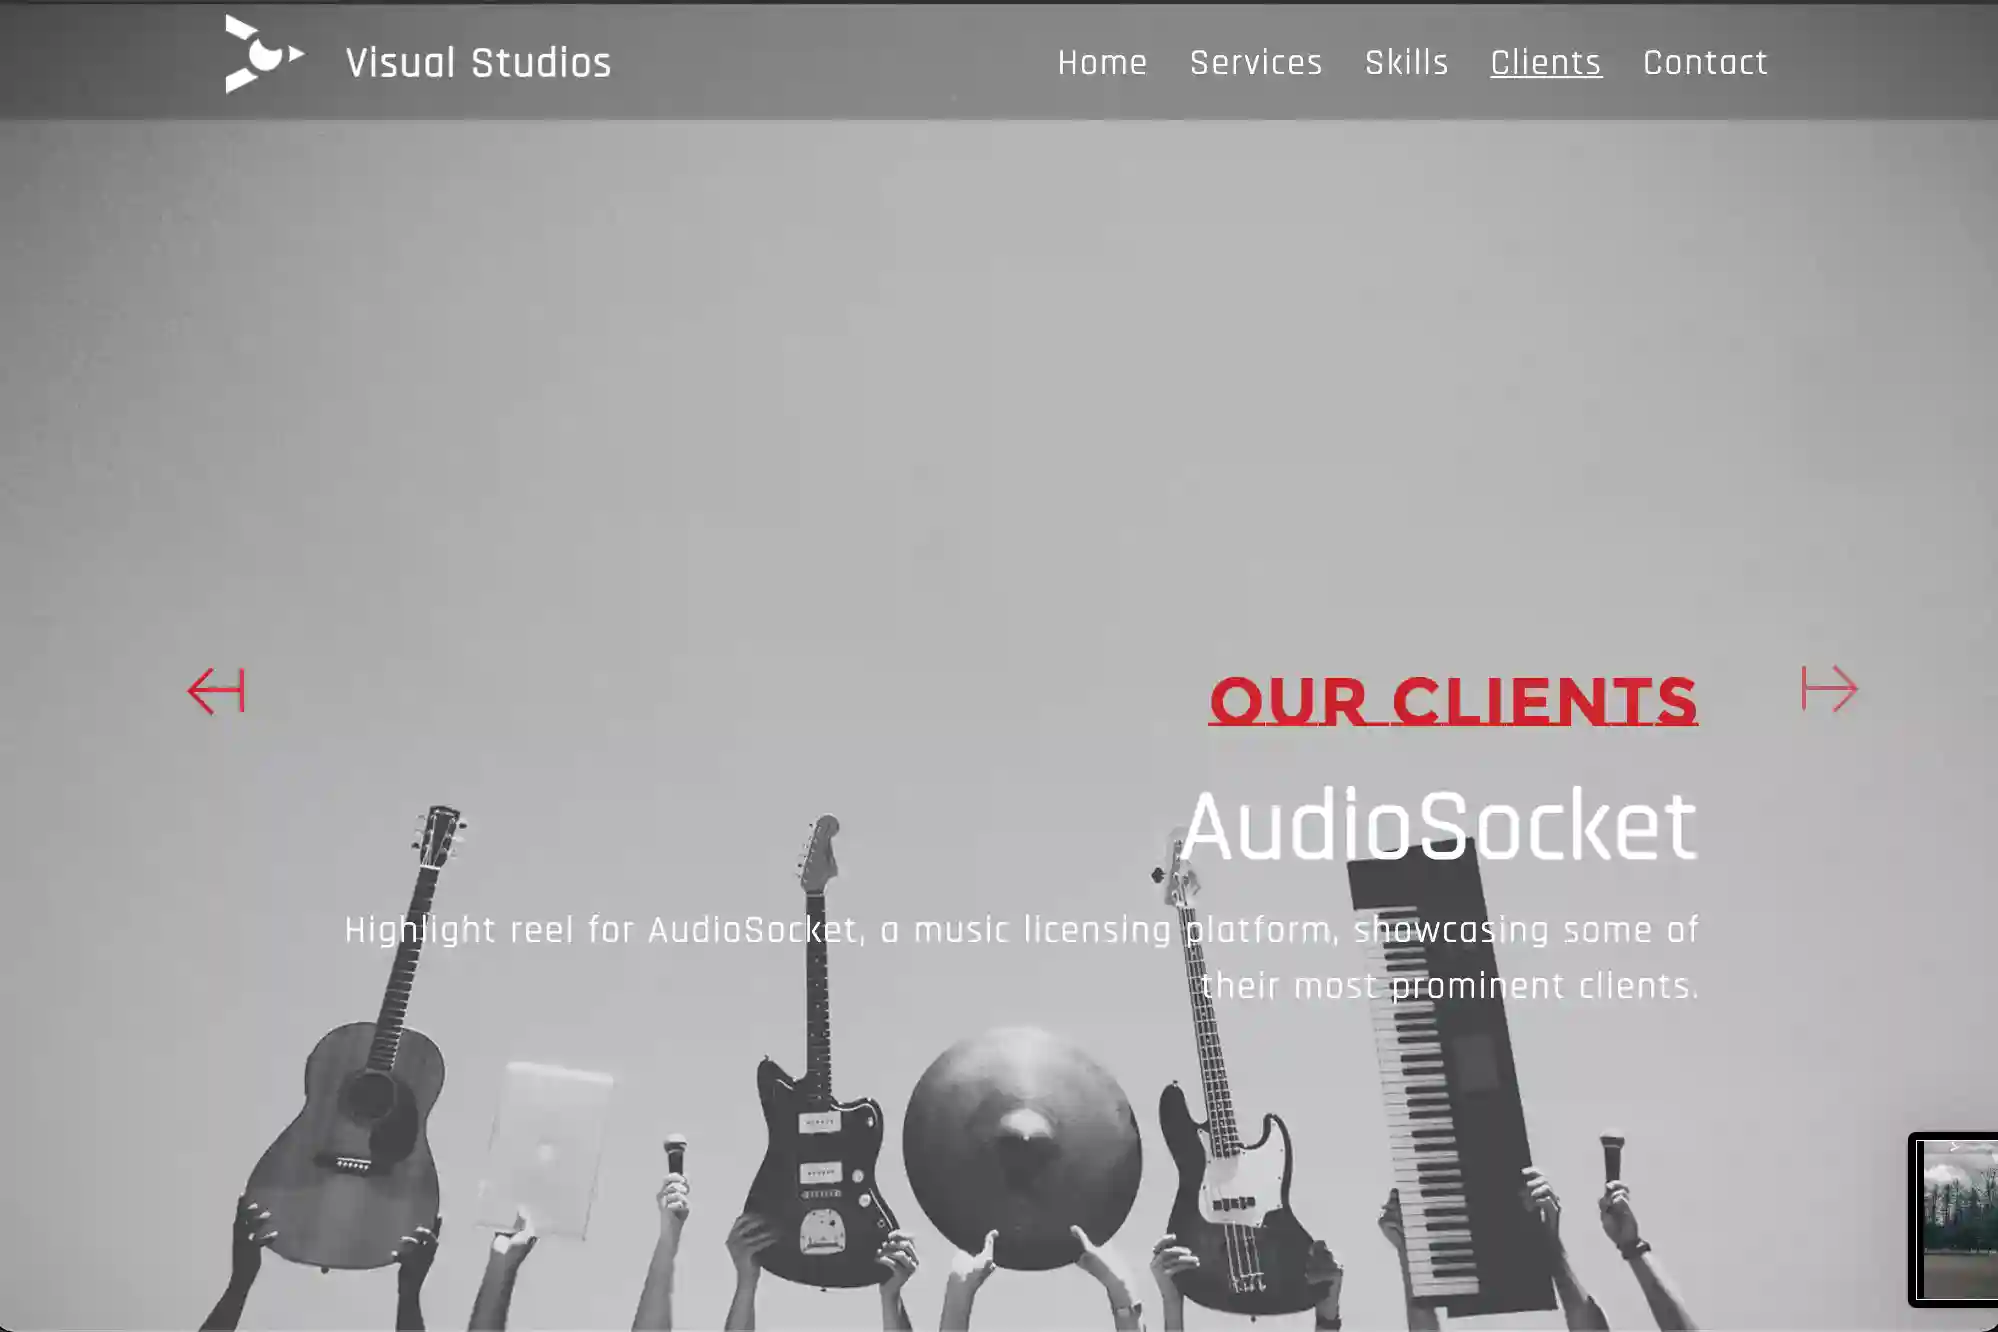 Visual Studios
Home Services Skills Clients Contact
OUR CLIENTS
AudioSocket
Highlight reel for AudioSocket, a music licensing platform, showcasing some of
their most prominent clients.